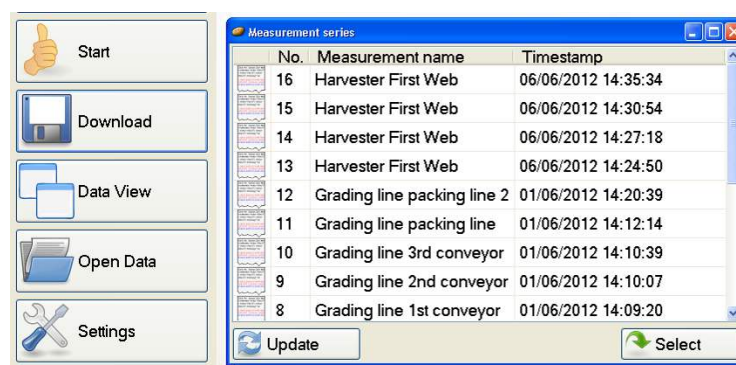 Start
Download
Data View
Open Data
Settings
Measurement series
No. Measurement name Timestamp
16 Harvester First Web 06/06/2012 14:35:34
15 Harvester First Web 06/06/2012 14:30:54
14 Harvester First Web 06/06/2012 14:27:18
13 Harvester First Web 06/06/2012 14:24:50
12 Grading line packing line 2 01/06/2012 14:20:39
11 Grading line packing line 01/06/2012 14:12:14
10 Grading line 3rd conveyor 01/06/2012 14:10:39
9 Grading line 2nd conveyor 01/06/2012 14:10:07
8 Grading line 1st conveyor 01/06/2012 14:09:20
Update Select